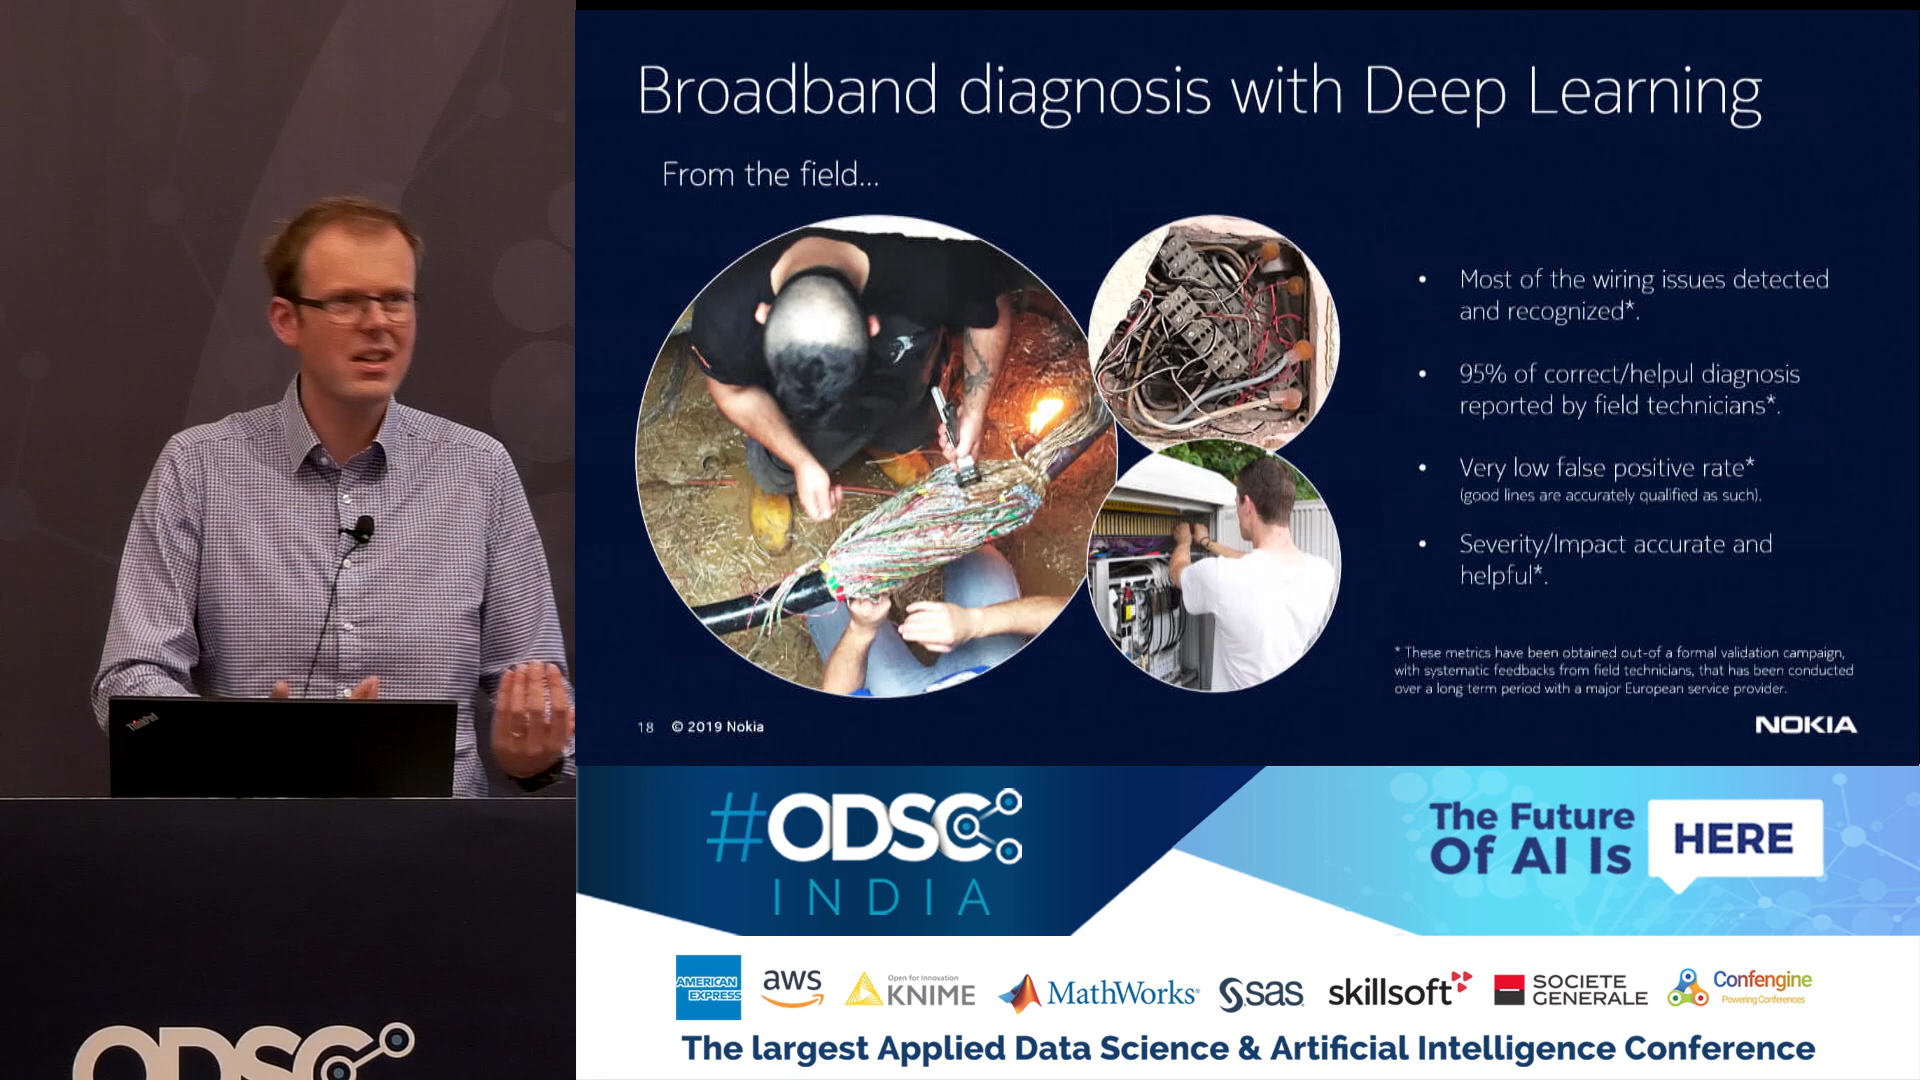 Broadband diagnosis with Deep Learning
From the field...
• Most of the wiring issues detected
and recognized*.
• 95% of correct/helpul diagnosis
reported by field technicians*.
• Very low false positive rate*
(good lines are accurately qualified as such).
• Severity/Impact accurate and
helpful*.
* These metrics have been obtained out-of a formal validation campaign,
with systematic feedbacks from field technicians, that has been conducted
over a long term period with a major European service provider.
18 © 2019 Nokia
NOKIA
ThinkPad
ODSC
#ODSC
INDIA
The Future
Of AI Is
HERE
AMERICAN
EXPRESS
aws
Open for Innovation
KNIME
MathWorks®
sas
skillsoft
SOCIETE
GENERALE
Confengine
Powering Conferences
The largest Applied Data Science & Artificial Intelligence Conference